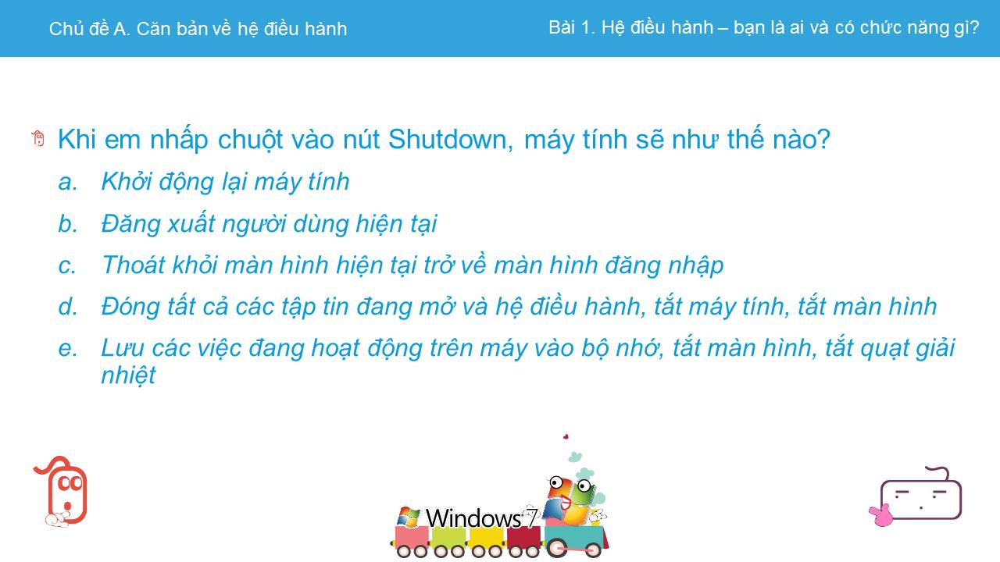 Chủ đề A. Căn bản về hệ điều hành
Bài 1. Hệ điều hành – bạn là ai và có chức năng gì?
Khi em nhấp chuột vào nút Shutdown, máy tính sẽ như thế nào?
a. Khởi động lại máy tính
b. Đăng xuất người dùng hiện tại
c. Thoát khỏi màn hình hiện tại trở về màn hình đăng nhập
d. Đóng tất cả các tập tin đang mở và hệ điều hành, tắt máy tính, tắt màn hình
e. Lưu các việc đang hoạt động trên máy vào bộ nhớ, tắt màn hình, tắt quạt giải
nhiệt
Windows 7